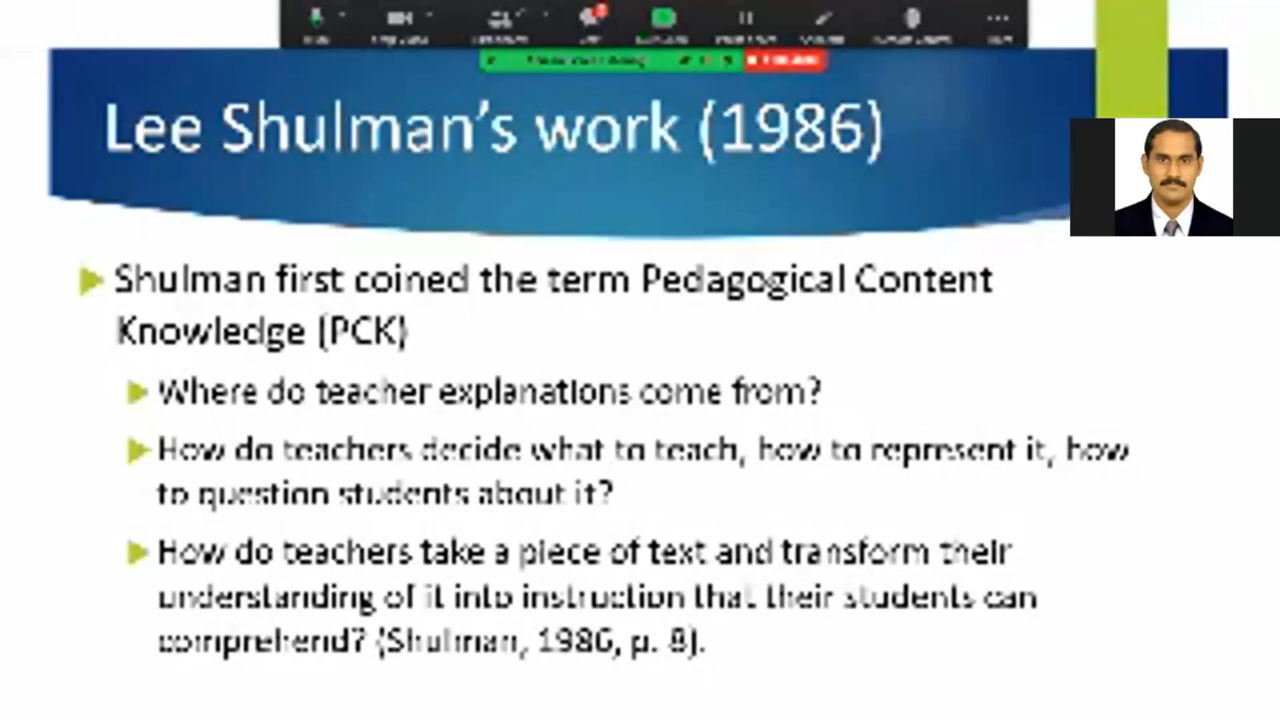 Lee Shulman's work (1986)
Shulman first coined the term Pedagogical Content
Knowledge (PCK)
Where do teacher explanations come from?
How do teachers decide what to teach, how to represent it, how
to question students about it?
How do teachers take a piece of text and transform their
understanding of it into instruction that their students can
comprehend? (Shulman, 1986, p. 8).